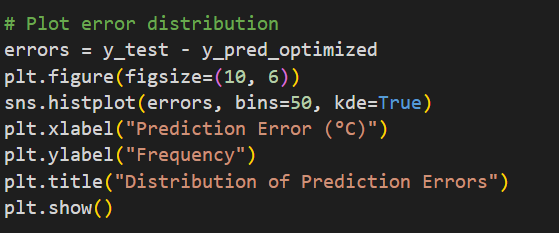 # Plot error distribution
errors = y_test - y_pred_optimized
plt.figure(figsize=(10, 6))
sns.histplot(errors, bins=50, kde=True)
plt.xlabel("Prediction Error (°C)")
plt.ylabel("Frequency")
plt.title("Distribution of Prediction Errors")
plt.show()